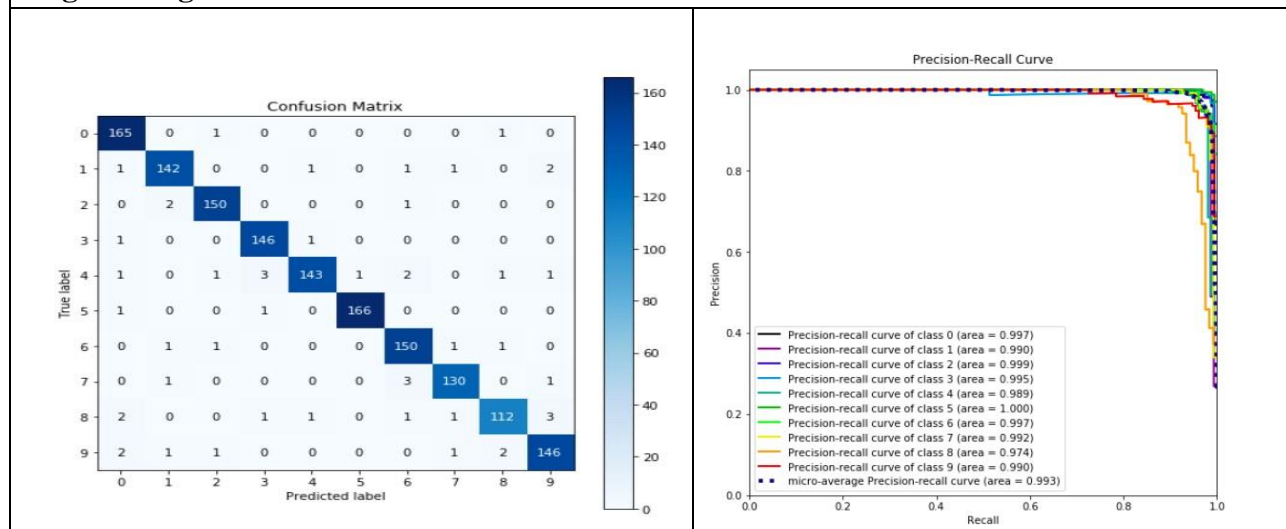 Confusion Matrix
0 165 0 1 0 0 0 0 0 1 0
1 1 142 0 0 1 0 1 1 0 2
2 0 2 150 0 0 0 1 0 0 0
3 1 0 0 146 1 0 0 0 0 0
4 1 0 1 3 143 1 2 0 1 1
5 1 0 0 1 0 166 0 0 0 0
6 0 1 1 0 0 0 150 1 1 0
7 0 1 0 0 0 0 3 130 0 1
8 2 0 0 1 1 0 1 1 112 3
9 2 1 1 0 0 0 0 1 2 146
0 1 2 3 4 5 6 7 8 9
True label
Predicted label
160
140
120
100
80
60
40
20
0
Precision-Recall Curve
1.0
0.8
0.6
0.4
0.2
0.0
Precision
Precision-recall curve of class 0 (area = 0.997)
Precision-recall curve of class 1 (area = 0.990)
Precision-recall curve of class 2 (area = 0.999)
Precision-recall curve of class 3 (area = 0.995)
Precision-recall curve of class 4 (area = 0.989)
Precision-recall curve of class 5 (area = 1.000)
Precision-recall curve of class 6 (area = 0.997)
Precision-recall curve of class 7 (area = 0.992)
Precision-recall curve of class 8 (area = 0.974)
Precision-recall curve of class 9 (area = 0.990)
micro-average Precision-recall curve (area = 0.993)
0.0 0.2 0.4 0.6 0.8 1.0
Recall